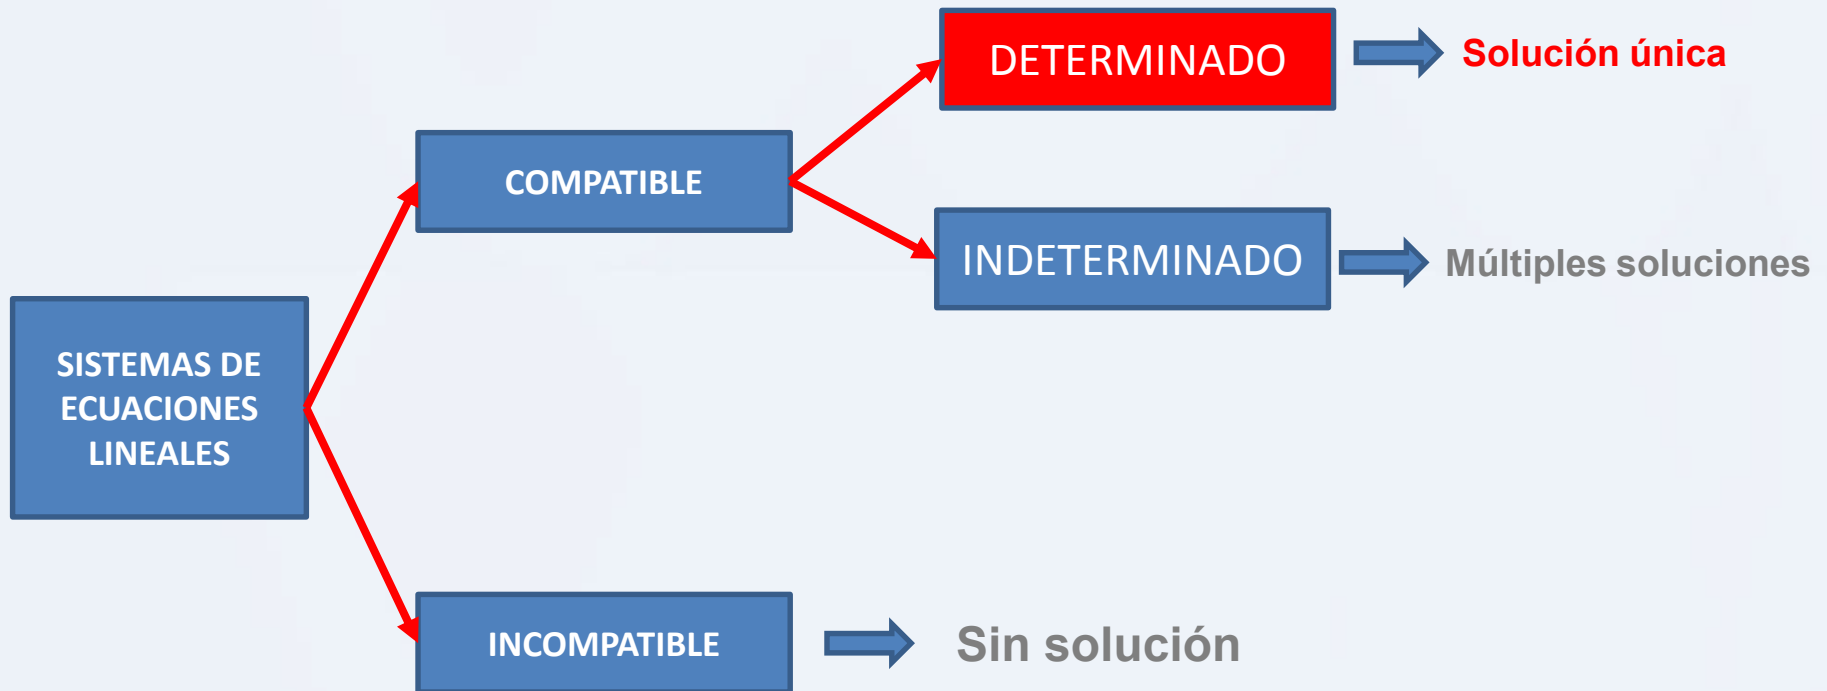 DETERMINADO
Solución única
COMPATIBLE
INDETERMINADO
Múltiples soluciones
SISTEMAS DE
ECUACIONES
LINEALES
INCOMPATIBLE
Sin solución